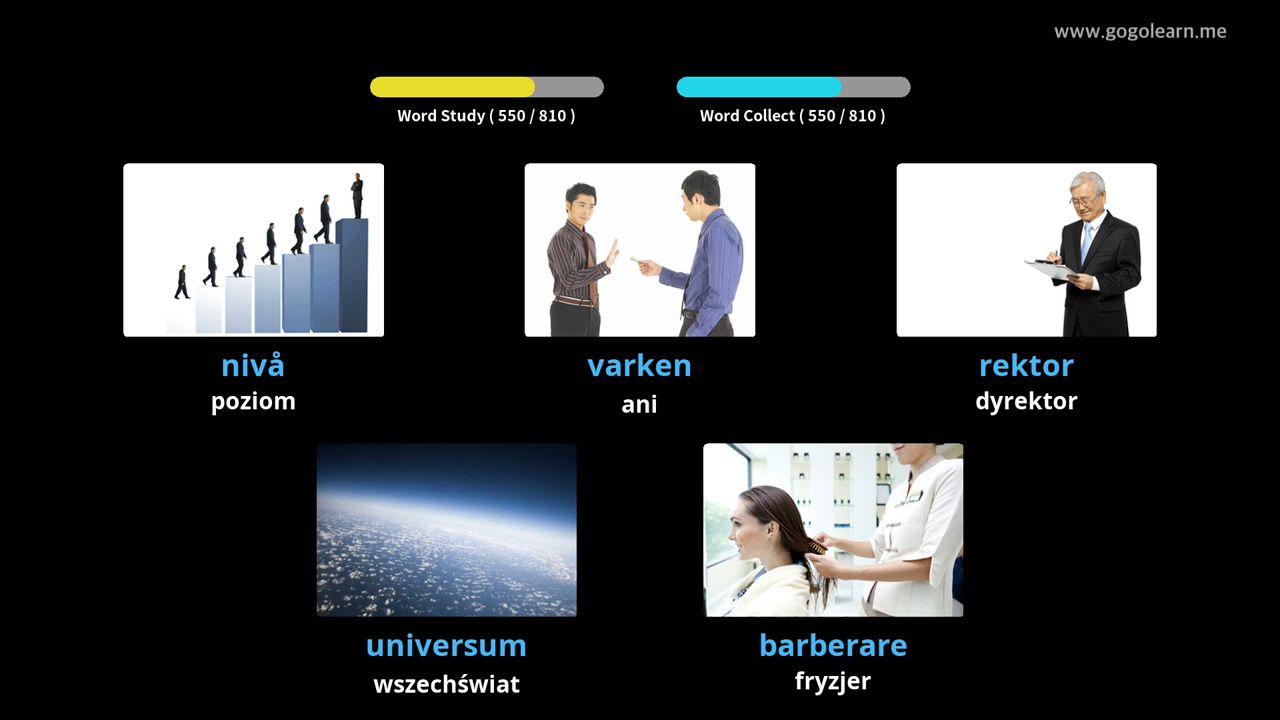 www.gogolearn.me
Word Study ( 550 / 810 )
Word Collect ( 550 / 810 )
nivå
poziom
varken
ani
rektor
dyrektor
universum
wszechświat
barberare
fryzjer